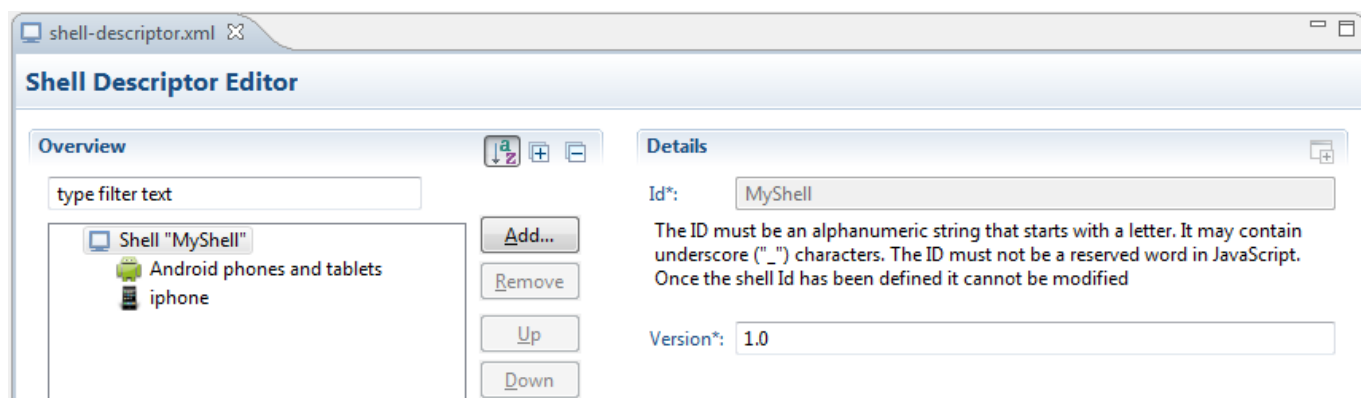 shell-descriptor.xml
Shell Descriptor Editor
Overview
a
z
type filter text
Shell "MyShell"
Android phones and tablets
iphone
Add...
Remove
Up
Down
Details
Id*:
MyShell
The ID must be an alphanumeric string that starts with a letter. It may contain
underscore ("_") characters. The ID must not be a reserved word in JavaScript.
Once the shell Id has been defined it cannot be modified
Version*:
1.0